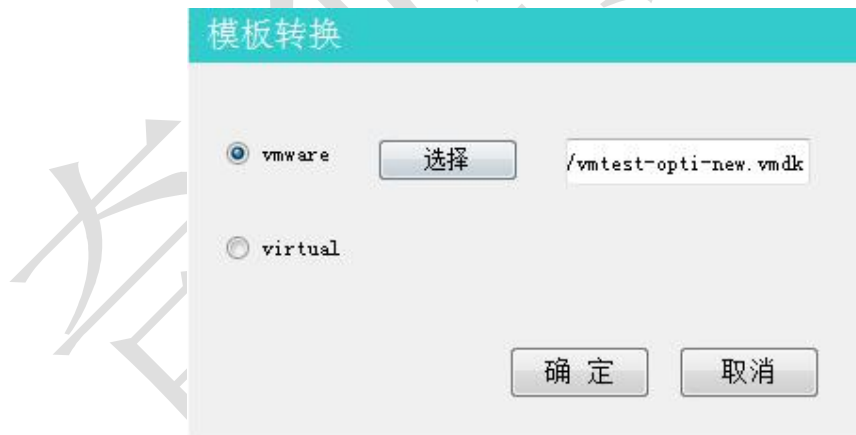 模板转换
vmware 选择 /vmtest-opti-new.vmdk
virtual
确 定 取消